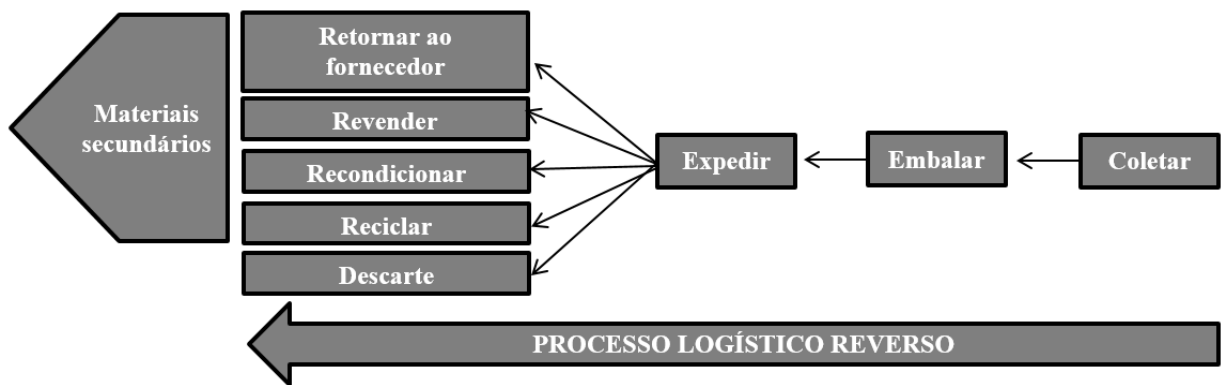 Materiais
secundários
Retornar ao
fornecedor
Revender
Recondicionar
Reciclar
Descarte
Expedir
Embalar
Coletar
PROCESSO LOGÍSTICO REVERSO